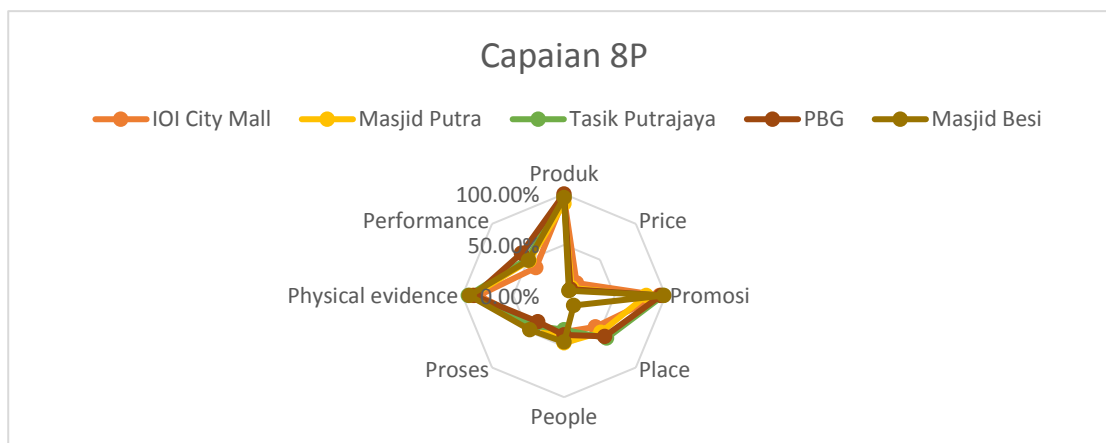 Capaian 8P
IOI City Mall
Masjid Putra
Tasik Putrajaya
PBG
Masjid Besi
Produk
100.00%
Performance
Price
50.00%
Physical evidence
0.00%
Promosi
Proses
Place
People